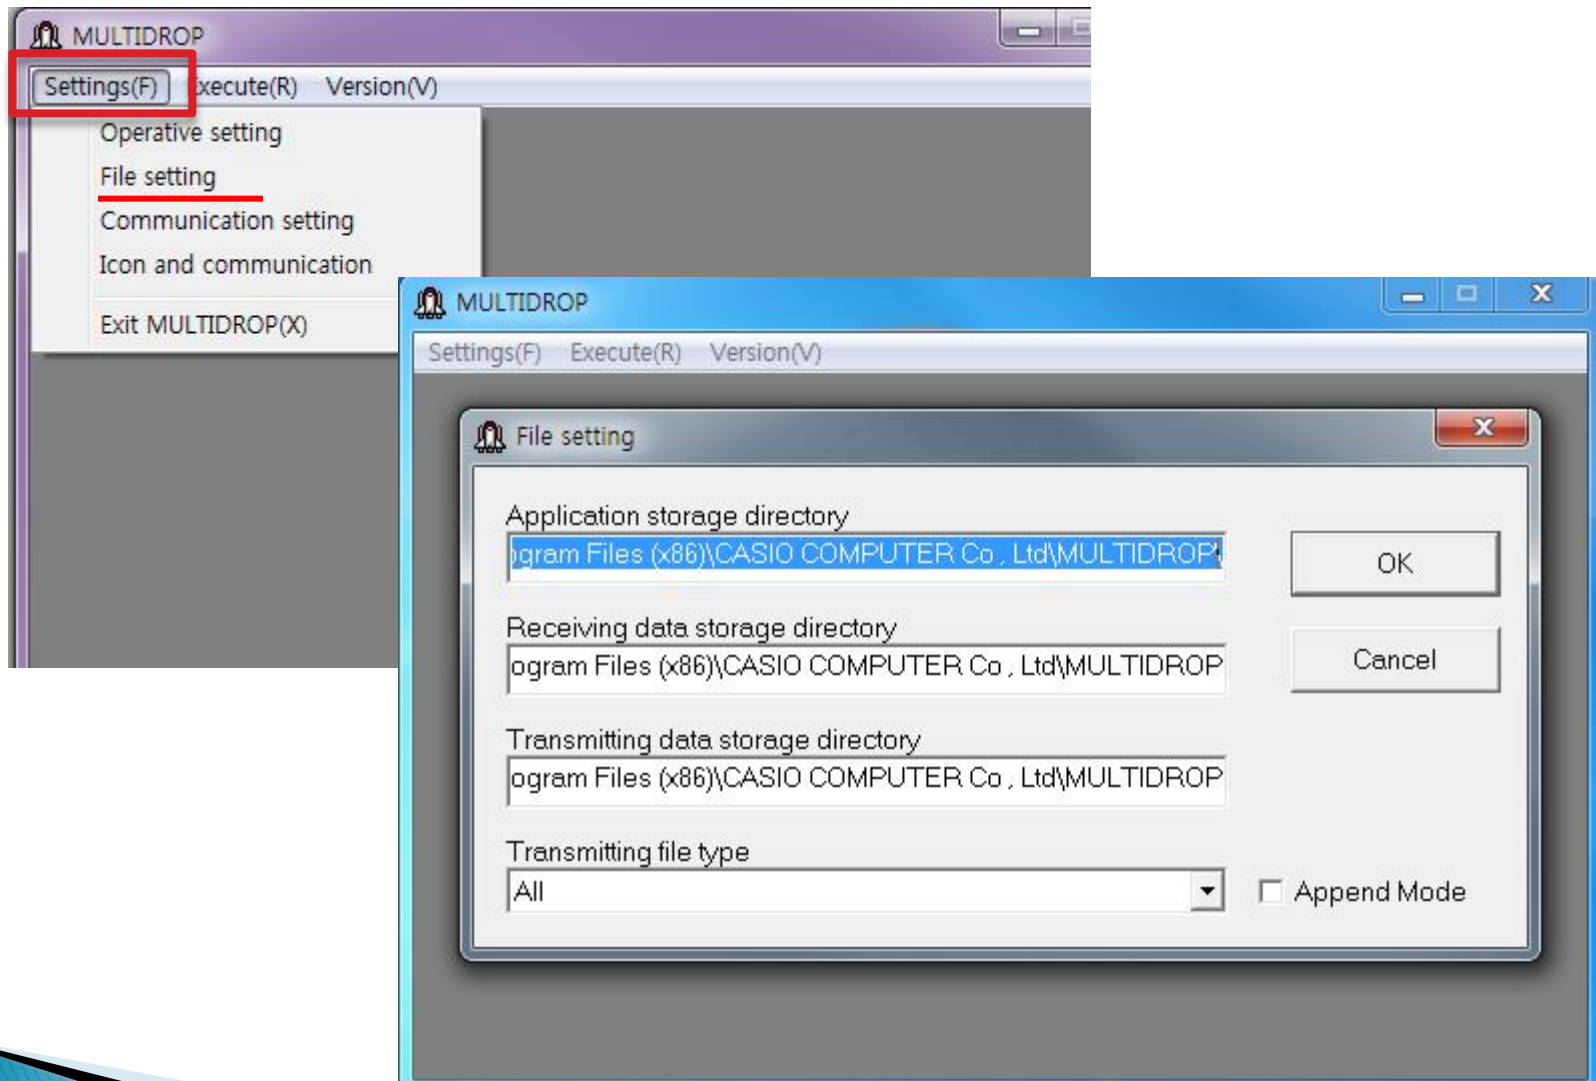 MULTIDROP
Settings(F) Execute(R) Version(V)
Operative setting
File setting
Communication setting
Icon and communication
Exit MULTIDROP(X)
MULTIDROP
Settings(F) Execute(R) Version(V)
File setting
Application storage directory
ogram Files (x86)\CASIO COMPUTER Co., Ltd\MULTIDROP\
OK
Receiving data storage directory
ogram Files (x86)\CASIO COMPUTER Co., Ltd\MULTIDROP
Cancel
Transmitting data storage directory
ogram Files (x86)\CASIO COMPUTER Co., Ltd\MULTIDROP
Transmitting file type
All
Append Mode